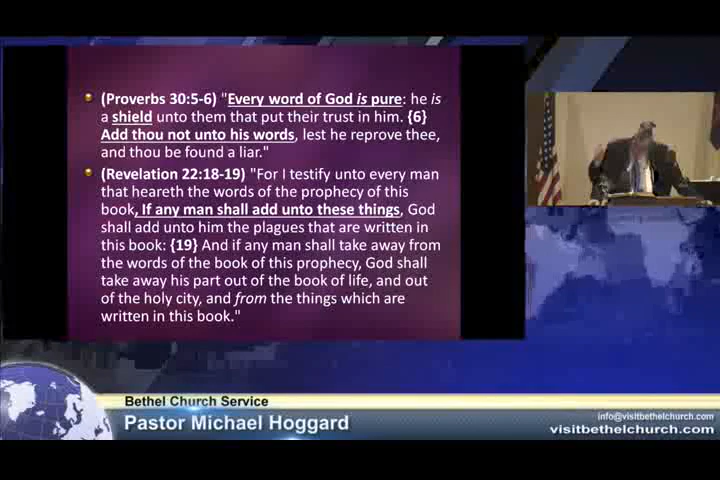 (Proverbs 30:5-6) "Every word of God is pure: he is
a shield unto them that put their trust in him. {6}
Add thou not unto his words, lest he reprove thee,
and thou be found a liar."
(Revelation 22:18-19) "For I testify unto every man
that heareth the words of the prophecy of this
book, If any man shall add unto these things, God
shall add unto him the plagues that are written in
this book: {19} And if any man shall take away from
the words of the book of this prophecy, God shall
take away his part out of the book of life, and out
of the holy city, and from the things which are
written in this book."
Bethel Church Service
Pastor Michael Hoggard
info@visitbethelchurch.com
visitbethelchurch.com